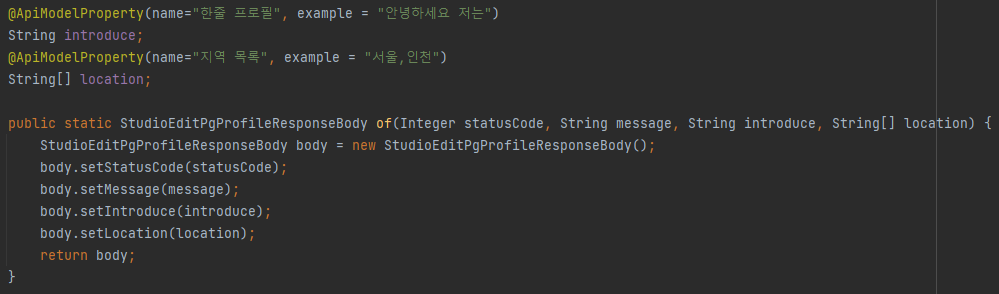 @ApiModelProperty(name="한줄 프로필", example = "안녕하세요 저는")
String introduce;
@ApiModelProperty(name="지역 목록", example = "서울,인천")
String[] location;
public static StudioEditPgProfileResponseBody of(Integer statusCode, String message, String introduce, String[] location) {
StudioEditPgProfileResponseBody body = new StudioEditPgProfileResponseBody();
body.setStatusCode(statusCode);
body.setMessage(message);
body.setIntroduce(introduce);
body.setLocation(location);
return body;
}